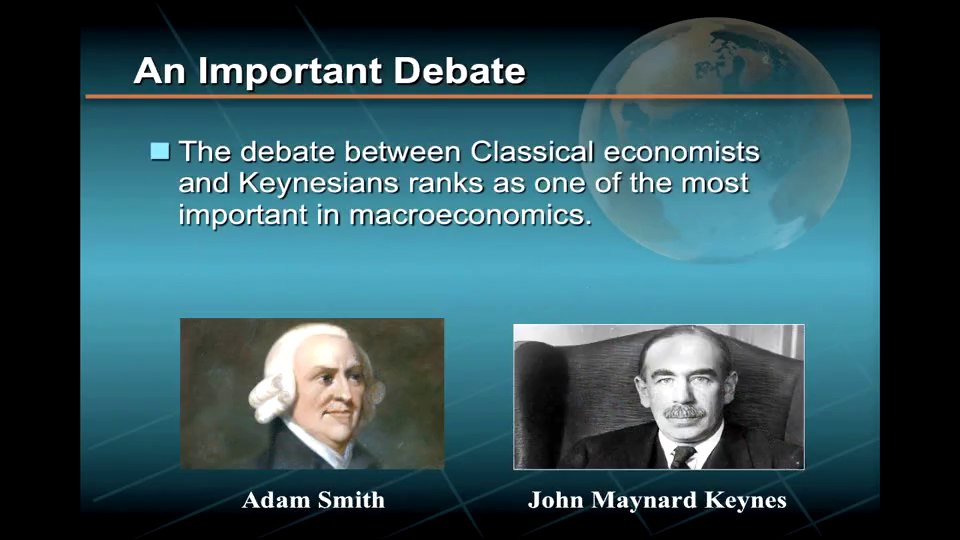 An Important Debate
The debate between Classical economists
and Keynesians ranks as one of the most
important in macroeconomics.
Adam Smith
John Maynard Keynes